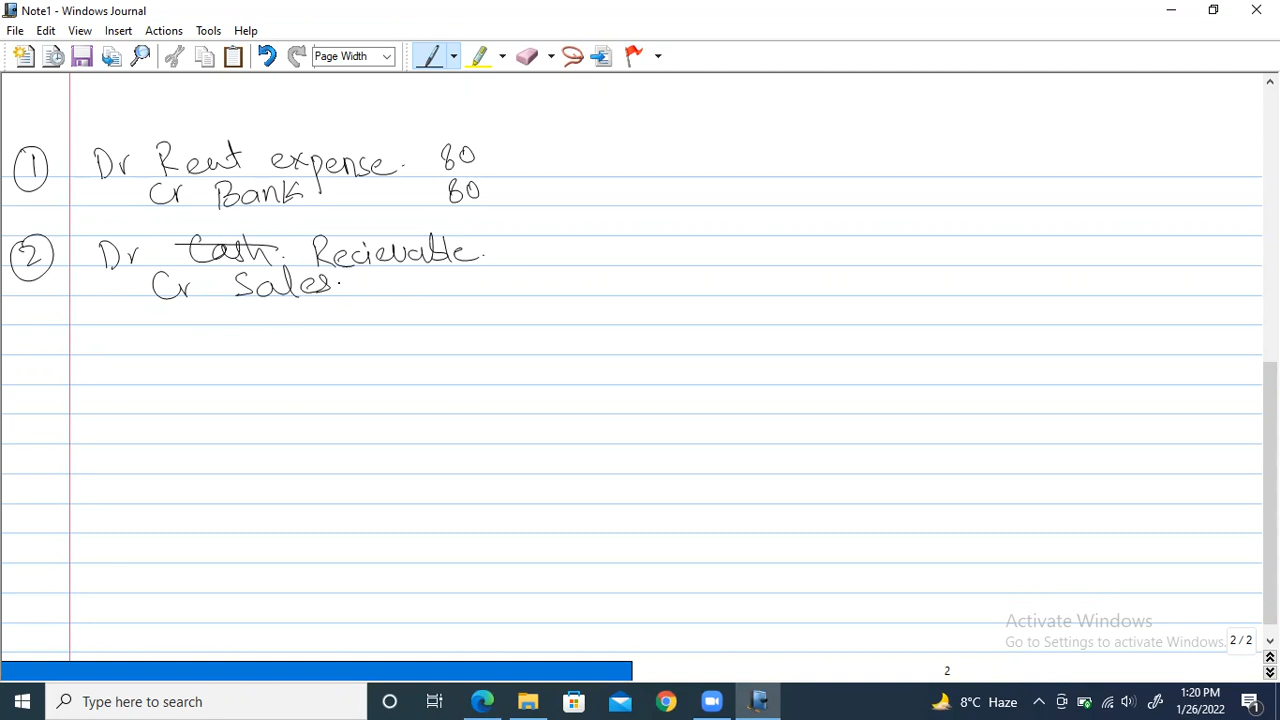 Note1 - Windows Journal
File Edit View Insert Actions Tools Help
Page Width
1 Dr Rent expense. 80
Cr Bank 80
2 Dr Cash. Recievable.
Cr Sales.
Activate Windows
Go to Settings to activate Windows. 2 / 2
2
Type here to search
8°C Haze
1:20 PM
1/26/2022
1